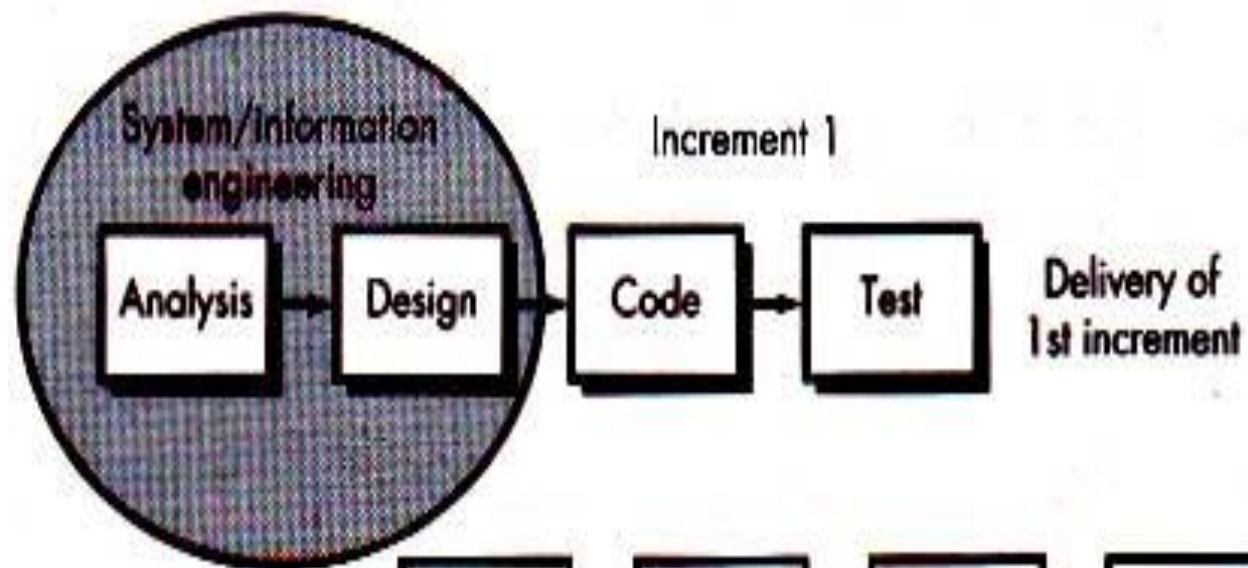 System/information
engineering
Increment 1
Analysis
Design
Code
Test
Delivery of
1st increment